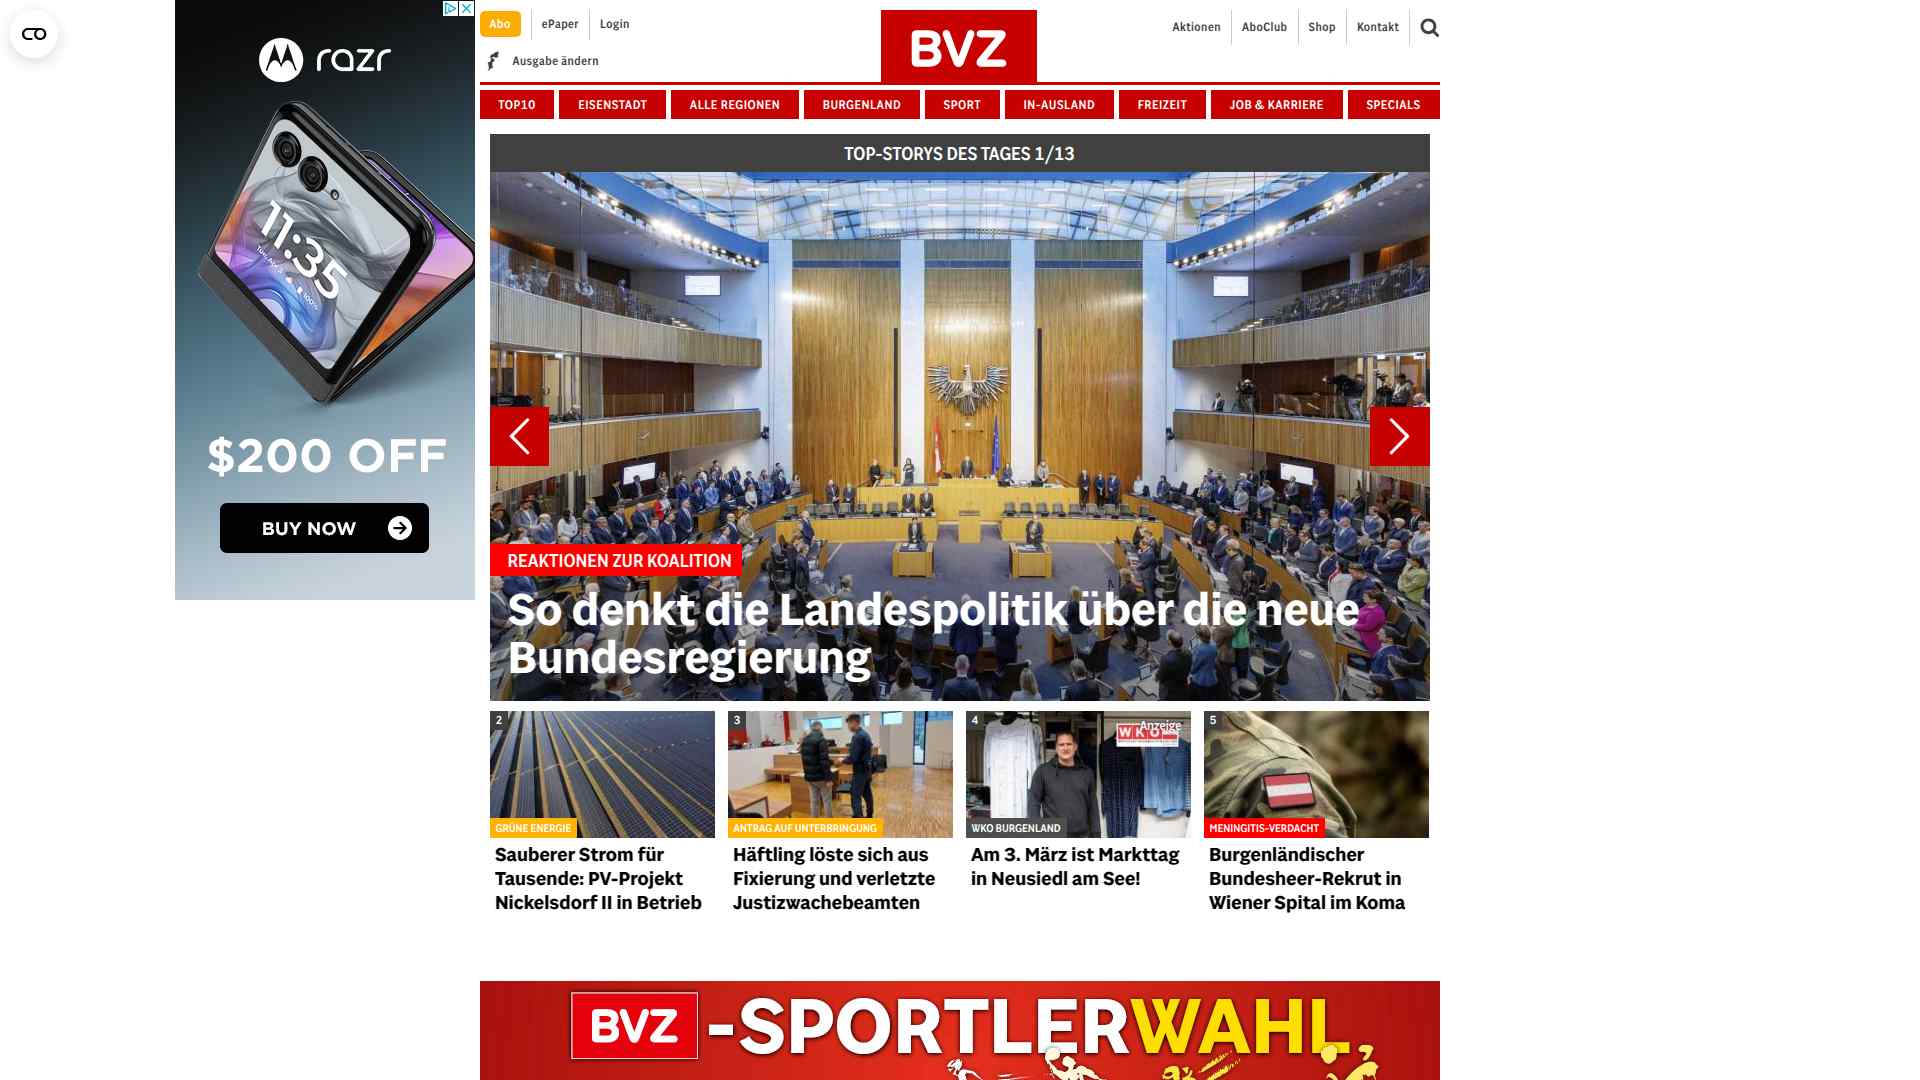 razr
11:35
$200 OFF
BUY NOW
Abo
ePaper
Login
Ausgabe ändern
BVZ
Aktionen
AboClub
Shop
Kontakt
TOP10
EISENSTADT
ALLE REGIONEN
BURGENLAND
SPORT
IN-AUSLAND
FREIZEIT
JOB & KARRIERE
SPECIALS
TOP-STORYS DES TAGES 1/13
REAKTIONEN ZUR KOALITION
So denkt die Landespolitik über die neue
Bundesregierung
2
GRÜNE ENERGIE
Sauberer Strom für
Tausende: PV-Projekt
Nickelsdorf II in Betrieb
3
ANTRAG AUF UNTERBRINGUNG
Häftling löste sich aus
Fixierung und verletzte
Justizwachebeamten
4
Anzeige
WKO
WKO BURGENLAND
Am 3. März ist Markttag
in Neusiedl am See!
5
MENINGITIS-VERDACHT
Burgenländischer
Bundesheer-Rekrut in
Wiener Spital im Koma
BVZ-SPORTLERWAHL